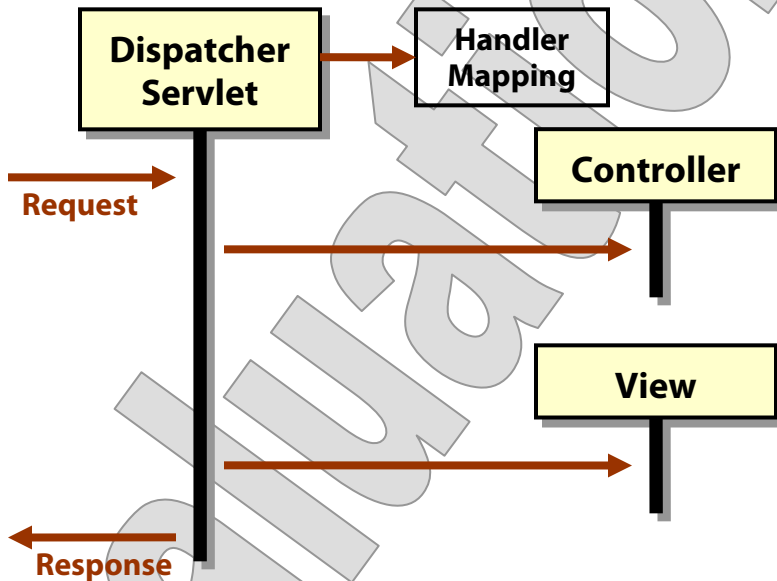 Dispatcher
Servlet
Handler
Mapping
Controller
Request
View
Response